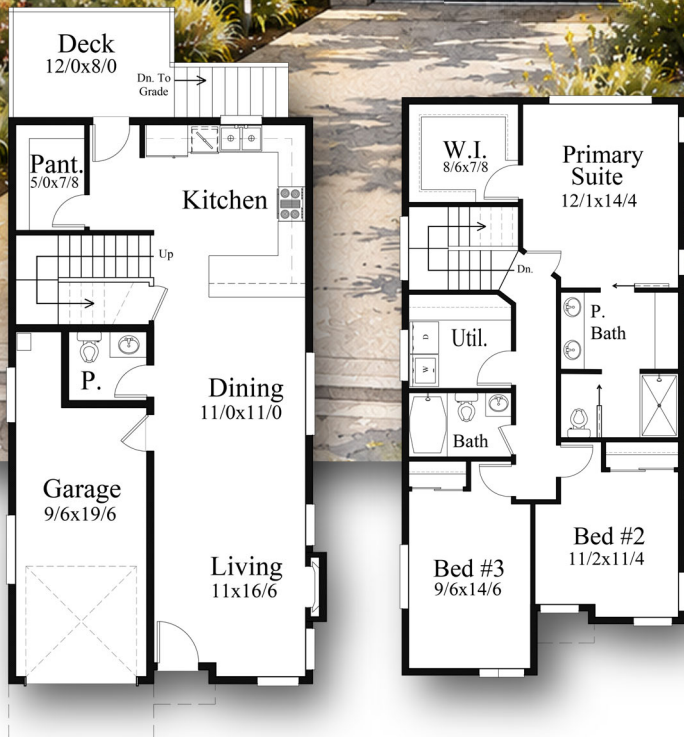 Deck
12/0x8/0
Dn. To
Grade
Pant.
5/0x7/8
Kitchen
Up
P.
Dining
11/0x11/0
Garage
9/6x19/6
Living
11x16/6
W.I.
8/6x7/8
Primary
Suite
12/1x14/4
Dn.
Util.
D
W
P.
Bath
Bath
Bed #2
11/2x11/4
Bed #3
9/6x14/6